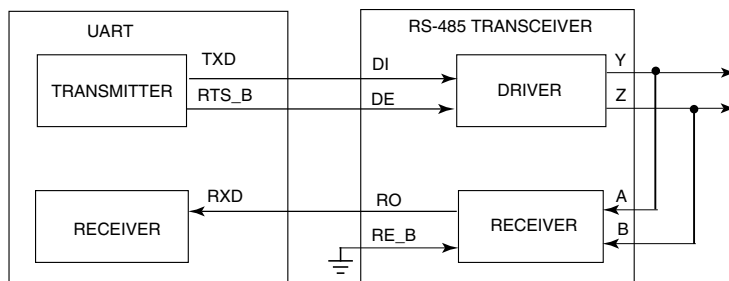 UART
RS-485 TRANSCEIVER
TXD
DI
Y
TRANSMITTER
DRIVER
RTS_B
DE
Z
RXD
RO
A
RECEIVER
RECEIVER
RE_B
B